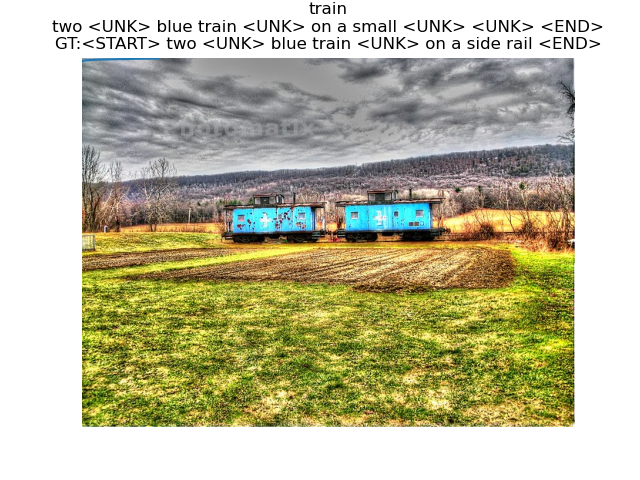 train
two <UNK> blue train <UNK> on a small <UNK> <UNK> <END>
GT:<START> two <UNK> blue train <UNK> on a side rail <END>
Photomatix